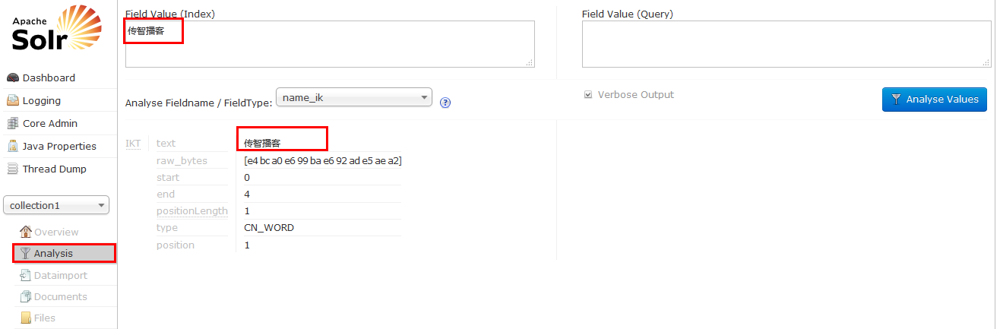 Apache
Solr
Dashboard
Logging
Core Admin
Java Properties
Thread Dump
collection1
Overview
Analysis
Dataimport
Documents
Files
Field Value (Index)
传智播客
Field Value (Query)
Analyse Fieldname / FieldType: name_ik ?
Verbose Output
Analyse Values
IKT text 传智播客
raw_bytes [e4 bc a0 e6 99 ba e6 92 ad e5 ae a2]
start 0
end 4
positionLength 1
type CN_WORD
position 1